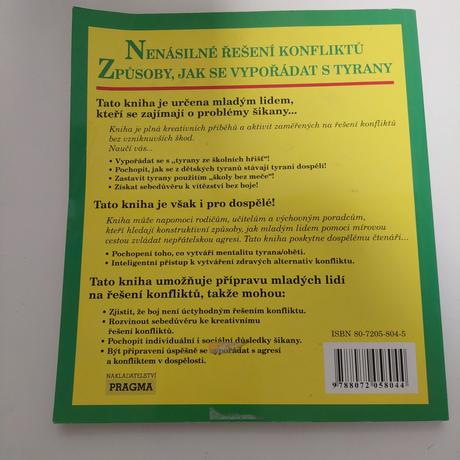 NENÁSILNÉ ŘEŠENÍ KONFLIKTŮ
ZPŮSOBY, JAK SE VYPOŘÁDAT S TYRANY
Tato kniha je určena mladým lidem,
kteří se zajímají o problémy šikany...
Kniha je plná kreativních příběhů a aktivit zaměřených na řešení konfliktů
bez vzniknuvších škod.
Naučí vás...
• Vypořádat se s „tyrany ze školních hřišť“!
• Pochopit, jak se z dětských tyranů stávají tyrani dospělí!
• Zastavit tyrany použitím „školy bez meče“!
• Získat sebedůvěru k vítězství bez boje!
Tato kniha je však i pro dospělé!
Kniha může napomoci rodičům, učitelům a výchovným poradcům,
kteří hledají konstruktivní způsoby, jak mladým lidem pomoci mírovou
cestou zvládat nepřátelskou agresi. Tato kniha poskytne dospělému čtenáři...
• Pochopení toho, co vytváří mentalitu tyrana/oběti.
• Inteligentní přístup k vytváření zdravých alternativ konfliktu.
Tato kniha umožňuje přípravu mladých lidí
na řešení konfliktů, takže mohou:
• Zjistit, že boj není úctyhodným řešením konfliktu.
• Rozvinout sebedůvěru ke kreativnímu
řešení konfliktů.
• Pochopit individuální i sociální důsledky šikany.
• Být připraveni úspěšně se vypořádat s agresí
a konfliktem v dospělosti.
NAKLADATELSTVÍ
PRAGMA
ISBN 80-7205-804-5
9 788072 058044